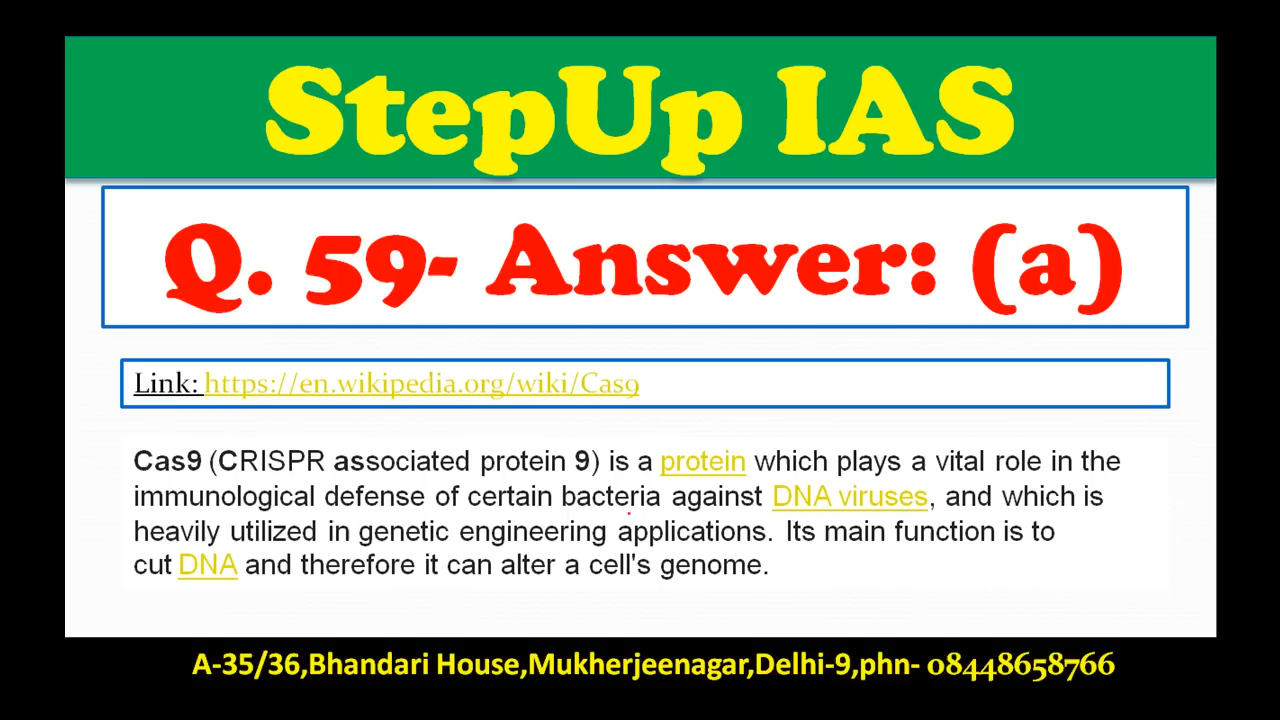 StepUp IAS
Q. 59- Answer: (a)
Link: https://en.wikipedia.org/wiki/Cas9
Cas9 (CRISPR associated protein 9) is a protein which plays a vital role in the
immunological defense of certain bacteria against DNA viruses, and which is
heavily utilized in genetic engineering applications. Its main function is to
cut DNA and therefore it can alter a cell's genome.
A-35/36,Bhandari House,Mukherjeenagar,Delhi-9,phn- 08448658766